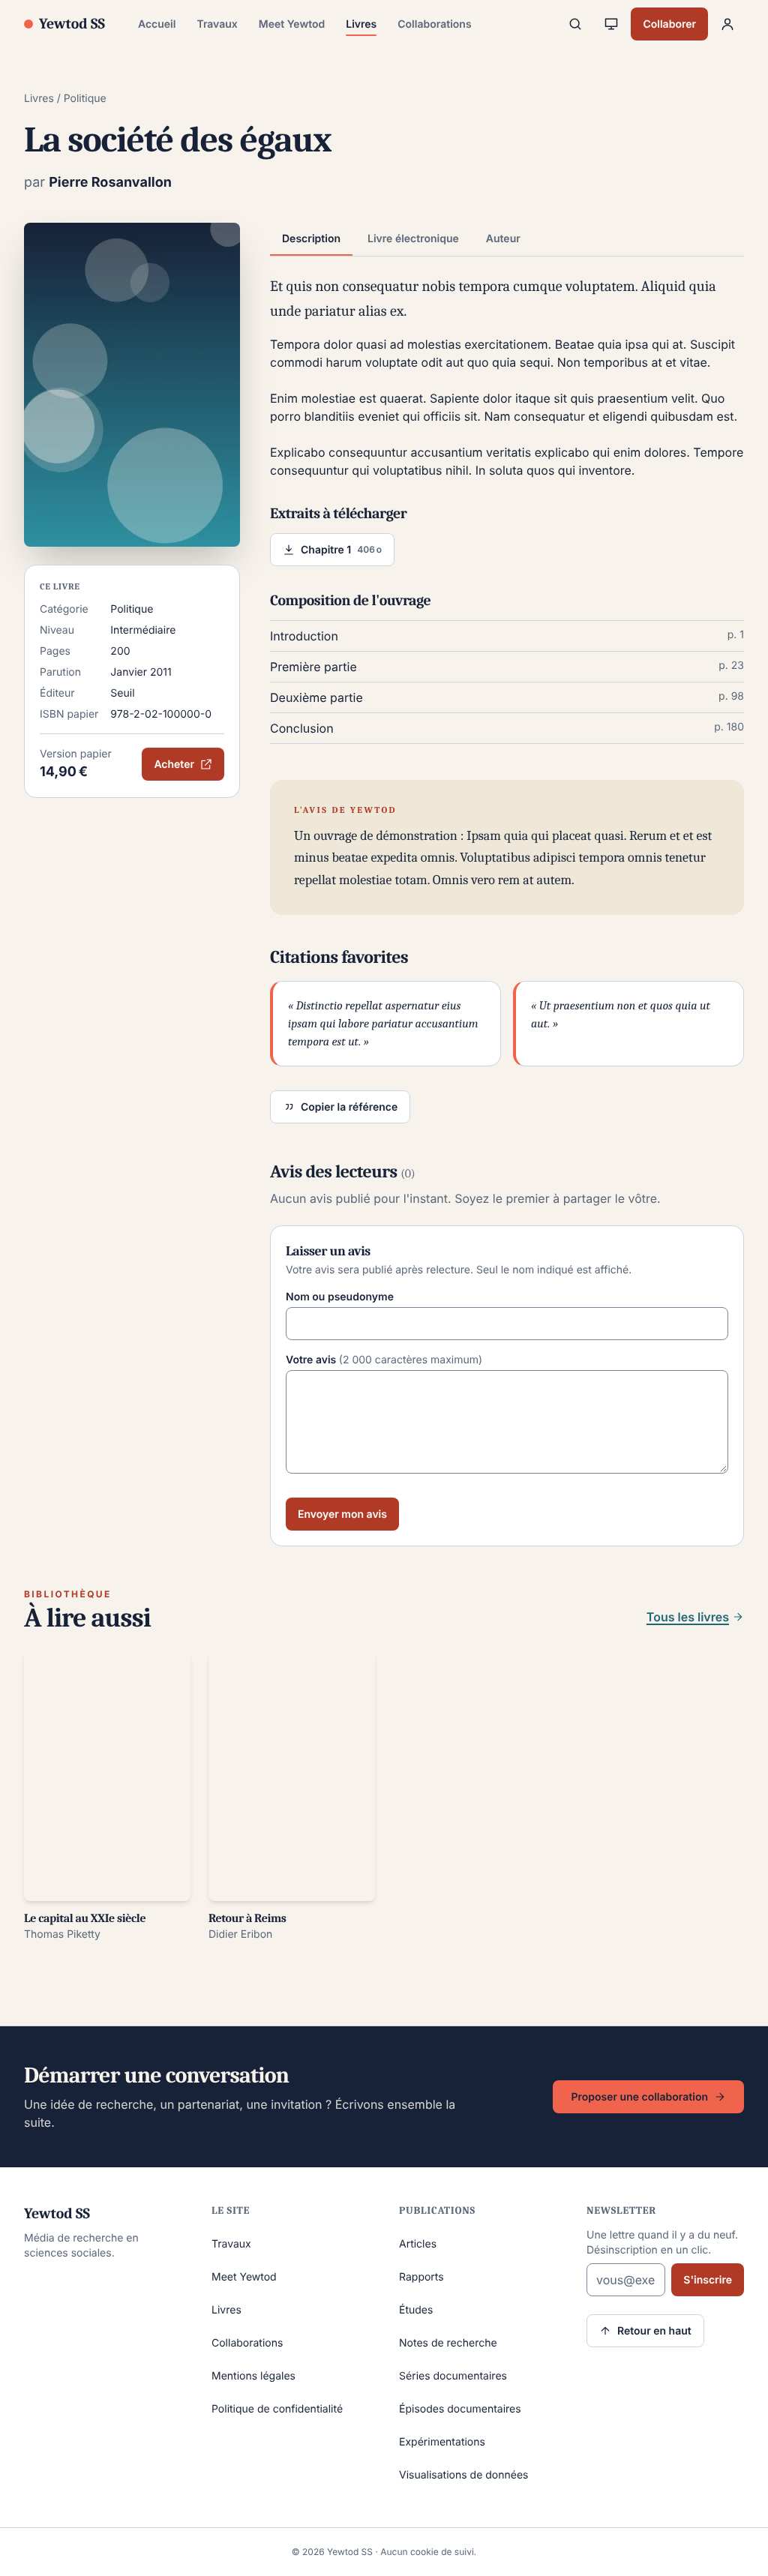 Yewtod SS
Accueil
Travaux
Meet Yewtod
Livres
Collaborations
Collaborer
Livres / Politique
La société des égaux
par Pierre Rosanvallon
Description
Livre électronique
Auteur
Et quis non consequatur nobis tempora cumque voluptatem. Aliquid quia
unde pariatur alias ex.
Tempora dolor quasi ad molestias exercitationem. Beatae quia ipsa qui at. Suscipit
commodi harum voluptate odit aut quo quia sequi. Non temporibus at et vitae.
Enim molestiae est quaerat. Sapiente dolor itaque sit quis praesentium velit. Quo
porro blanditiis eveniet qui officiis sit. Nam consequatur et eligendi quibusdam est.
Explicabo consequuntur accusantium veritatis explicabo qui enim dolores. Tempore
consequuntur qui voluptatibus nihil. In soluta quos qui inventore.
Extraits à télécharger
Chapitre 1 406 o
Composition de l'ouvrage
Introduction p. 1
Première partie p. 23
Deuxième partie p. 98
Conclusion p. 180
CE LIVRE
Catégorie Politique
Niveau Intermédiaire
Pages 200
Parution Janvier 2011
Éditeur Seuil
ISBN papier 978-2-02-100000-0
Version papier
14,90 €
Acheter
L'AVIS DE YEWTOD
Un ouvrage de démonstration : Ipsam quia qui placeat quasi. Rerum et et est
minus beatae expedita omnis. Voluptatibus adipisci tempora omnis tenetur
repellat molestiae totam. Omnis vero rem at autem.
Citations favorites
« Distinctio repellat aspernatur eius
ipsam qui labore pariatur accusantium
tempora est ut. »
« Ut praesentium non et quos quia ut
aut. »
Copier la référence
Avis des lecteurs (0)
Aucun avis publié pour l'instant. Soyez le premier à partager le vôtre.
Laisser un avis
Votre avis sera publié après relecture. Seul le nom indiqué est affiché.
Nom ou pseudonyme
Votre avis (2 000 caractères maximum)
Envoyer mon avis
BIBLIOTHÈQUE
À lire aussi
Tous les livres
Le capital au XXIe siècle
Thomas Piketty
Retour à Reims
Didier Eribon
Démarrer une conversation
Une idée de recherche, un partenariat, une invitation ? Écrivons ensemble la
suite.
Proposer une collaboration
Yewtod SS
Média de recherche en
sciences sociales.
LE SITE
Travaux
Meet Yewtod
Livres
Collaborations
Mentions légales
Politique de confidentialité
PUBLICATIONS
Articles
Rapports
Études
Notes de recherche
Séries documentaires
Épisodes documentaires
Expérimentations
Visualisations de données
NEWSLETTER
Une lettre quand il y a du neuf.
Désinscription en un clic.
vous@exe
S'inscrire
Retour en haut
© 2026 Yewtod SS · Aucun cookie de suivi.